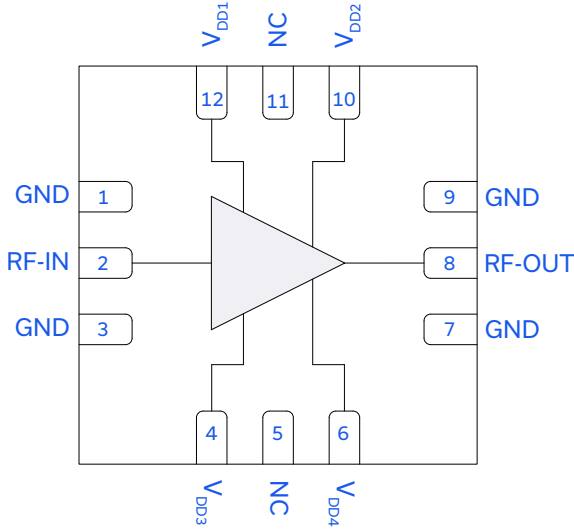 VDD1 NC VDD2
12 11 10
GND 1 9 GND
RF-IN 2 8 RF-OUT
GND 3 7 GND
4 5 6
VDD3 NC VDD4